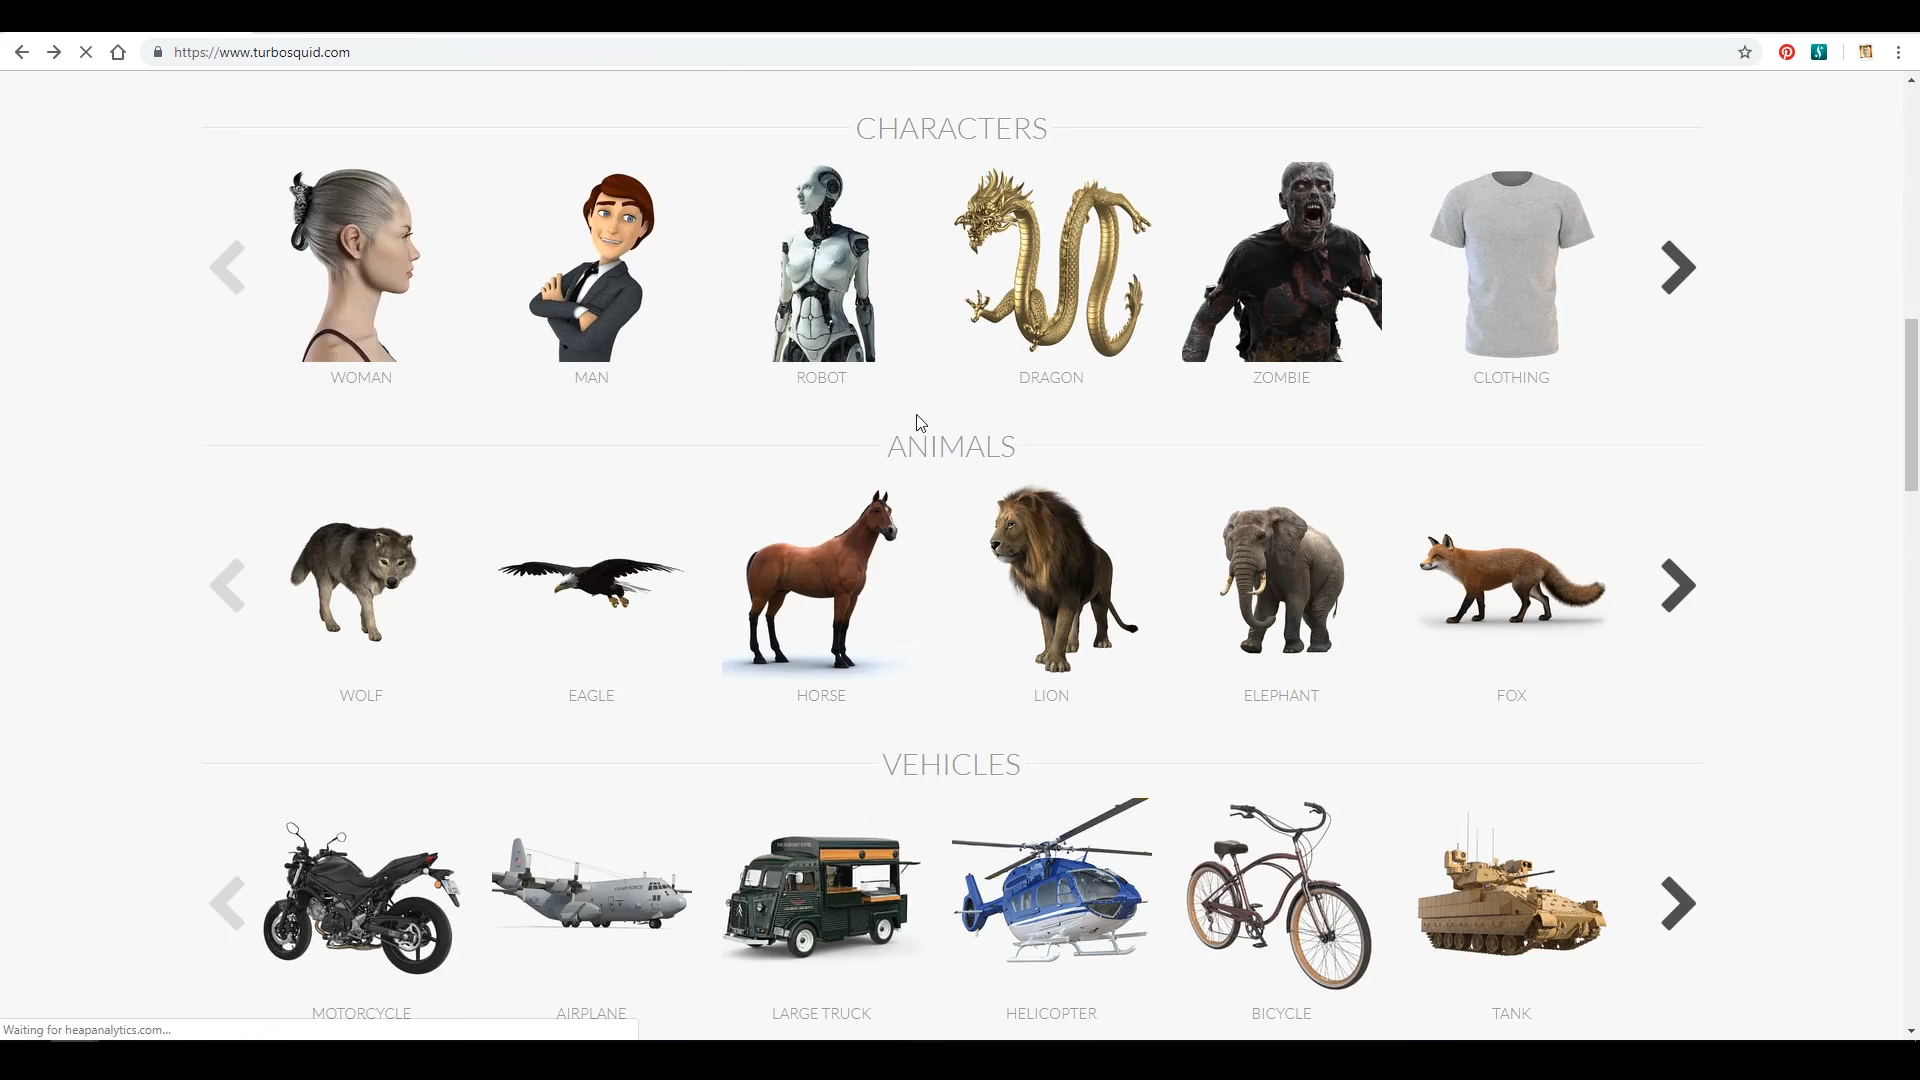 https://www.turbosquid.com
CHARACTERS
WOMAN
MAN
ROBOT
DRAGON
ZOMBIE
CLOTHING
ANIMALS
WOLF
EAGLE
HORSE
LION
ELEPHANT
FOX
VEHICLES
MOTORCYCLE
AIRPLANE
LARGE TRUCK
HELICOPTER
BICYCLE
TANK
Waiting for heapanalytics.com...